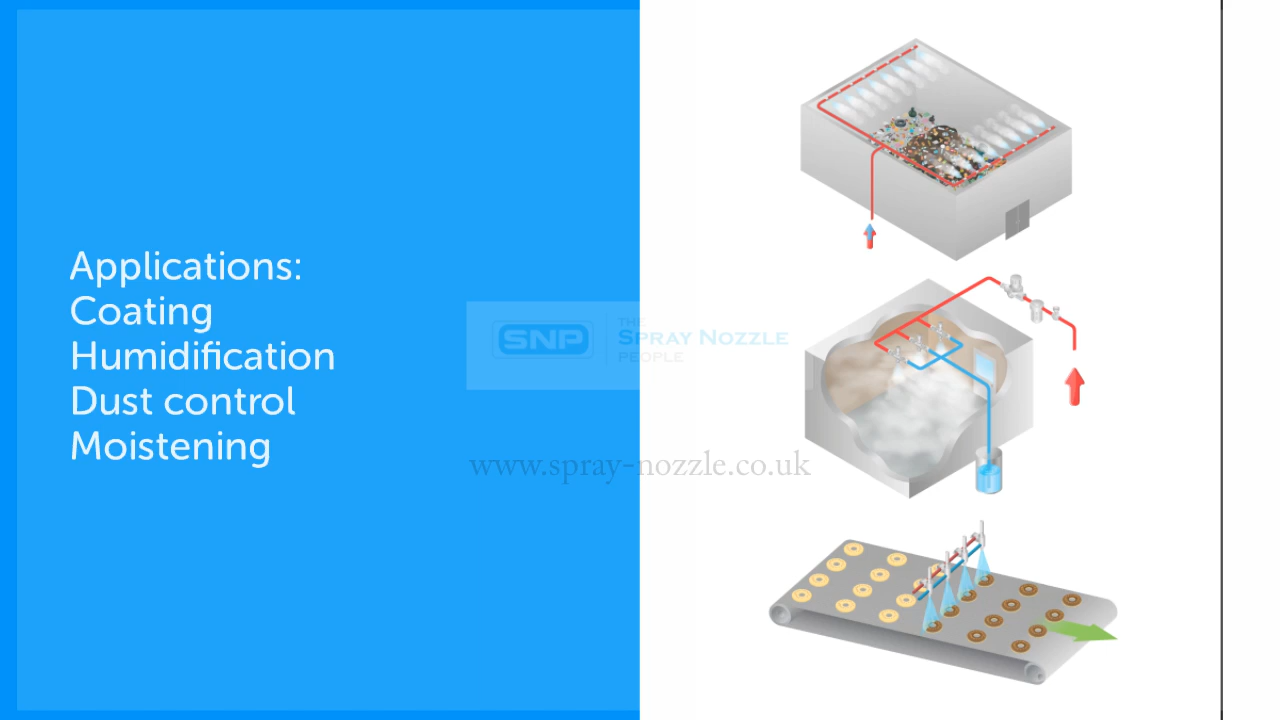 Applications:
Coating
Humidification
Dust control
Moistening
SNP
THE
SPRAY NOZZLE
PEOPLE
www.spray-nozzle.co.uk